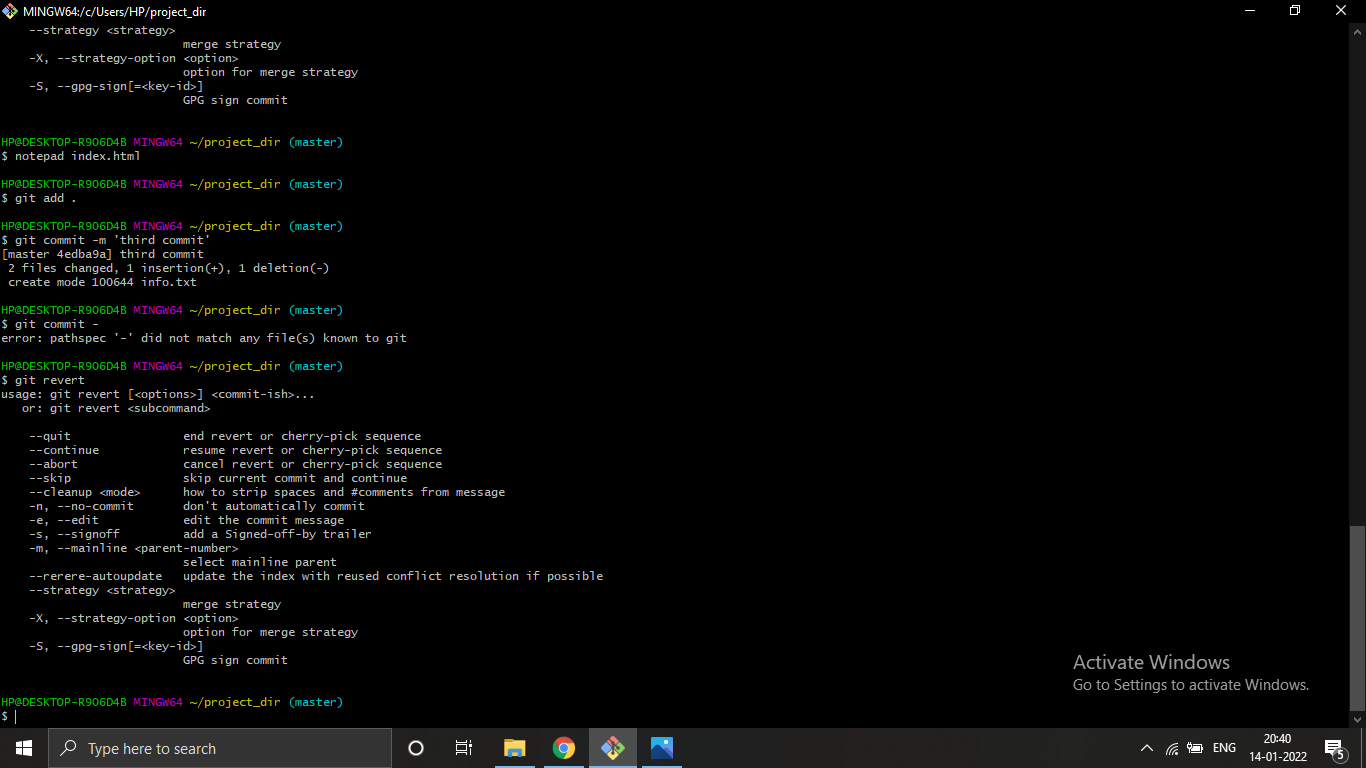 MINGW64:/c/Users/HP/project_dir
--strategy <strategy>
merge strategy
-X, --strategy-option <option>
option for merge strategy
-S, --gpg-sign[=<key-id>]
GPG sign commit
HP@DESKTOP-R9O6D4B MINGW64 ~/project_dir (master)
$ notepad index.html
HP@DESKTOP-R9O6D4B MINGW64 ~/project_dir (master)
$ git add .
HP@DESKTOP-R9O6D4B MINGW64 ~/project_dir (master)
$ git commit -m 'third commit'
[master 4edba9a] third commit
2 files changed, 1 insertion(+), 1 deletion(-)
create mode 100644 info.txt
HP@DESKTOP-R9O6D4B MINGW64 ~/project_dir (master)
$ git commit -
error: pathspec '-' did not match any file(s) known to git
HP@DESKTOP-R9O6D4B MINGW64 ~/project_dir (master)
$ git revert
usage: git revert [<options>] <commit-ish>...
or: git revert <subcommand>
--quit end revert or cherry-pick sequence
--continue resume revert or cherry-pick sequence
--abort cancel revert or cherry-pick sequence
--skip skip current commit and continue
--cleanup <mode> how to strip spaces and #comments from message
-n, --no-commit don't automatically commit
-e, --edit edit the commit message
-s, --signoff add a Signed-off-by trailer
-m, --mainline <parent-number>
select mainline parent
--rerere-autoupdate update the index with reused conflict resolution if possible
--strategy <strategy>
merge strategy
-X, --strategy-option <option>
option for merge strategy
-S, --gpg-sign[=<key-id>]
GPG sign commit
HP@DESKTOP-R9O6D4B MINGW64 ~/project_dir (master)
$
Activate Windows
Go to Settings to activate Windows.
Type here to search
ENG
20:40
14-01-2022
5